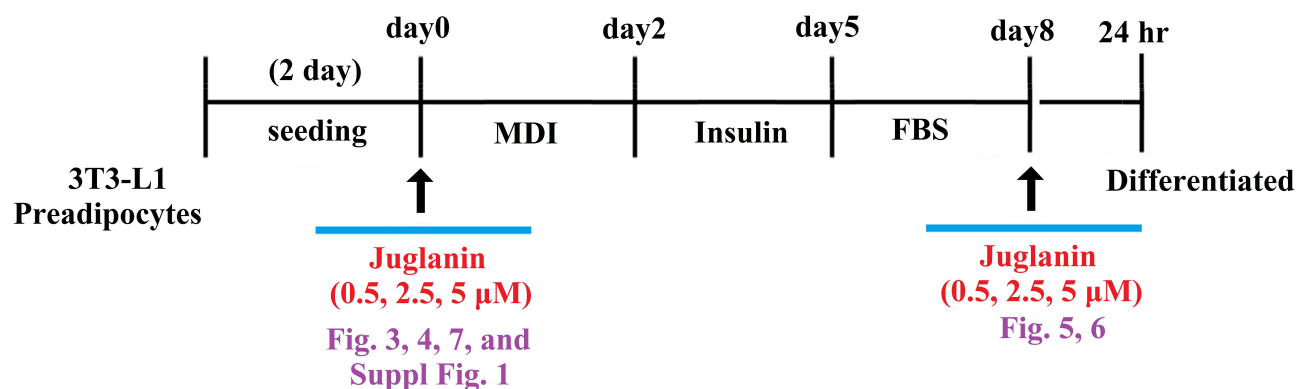 day0
day2
day5
day8
24 hr
(2 day)
seeding
MDI
Insulin
FBS
3T3-L1
Preadipocytes
Differentiated
Juglanin
(0.5, 2.5, 5 μM)
Fig. 3, 4, 7, and
Suppl Fig. 1
Juglanin
(0.5, 2.5, 5 μM)
Fig. 5, 6